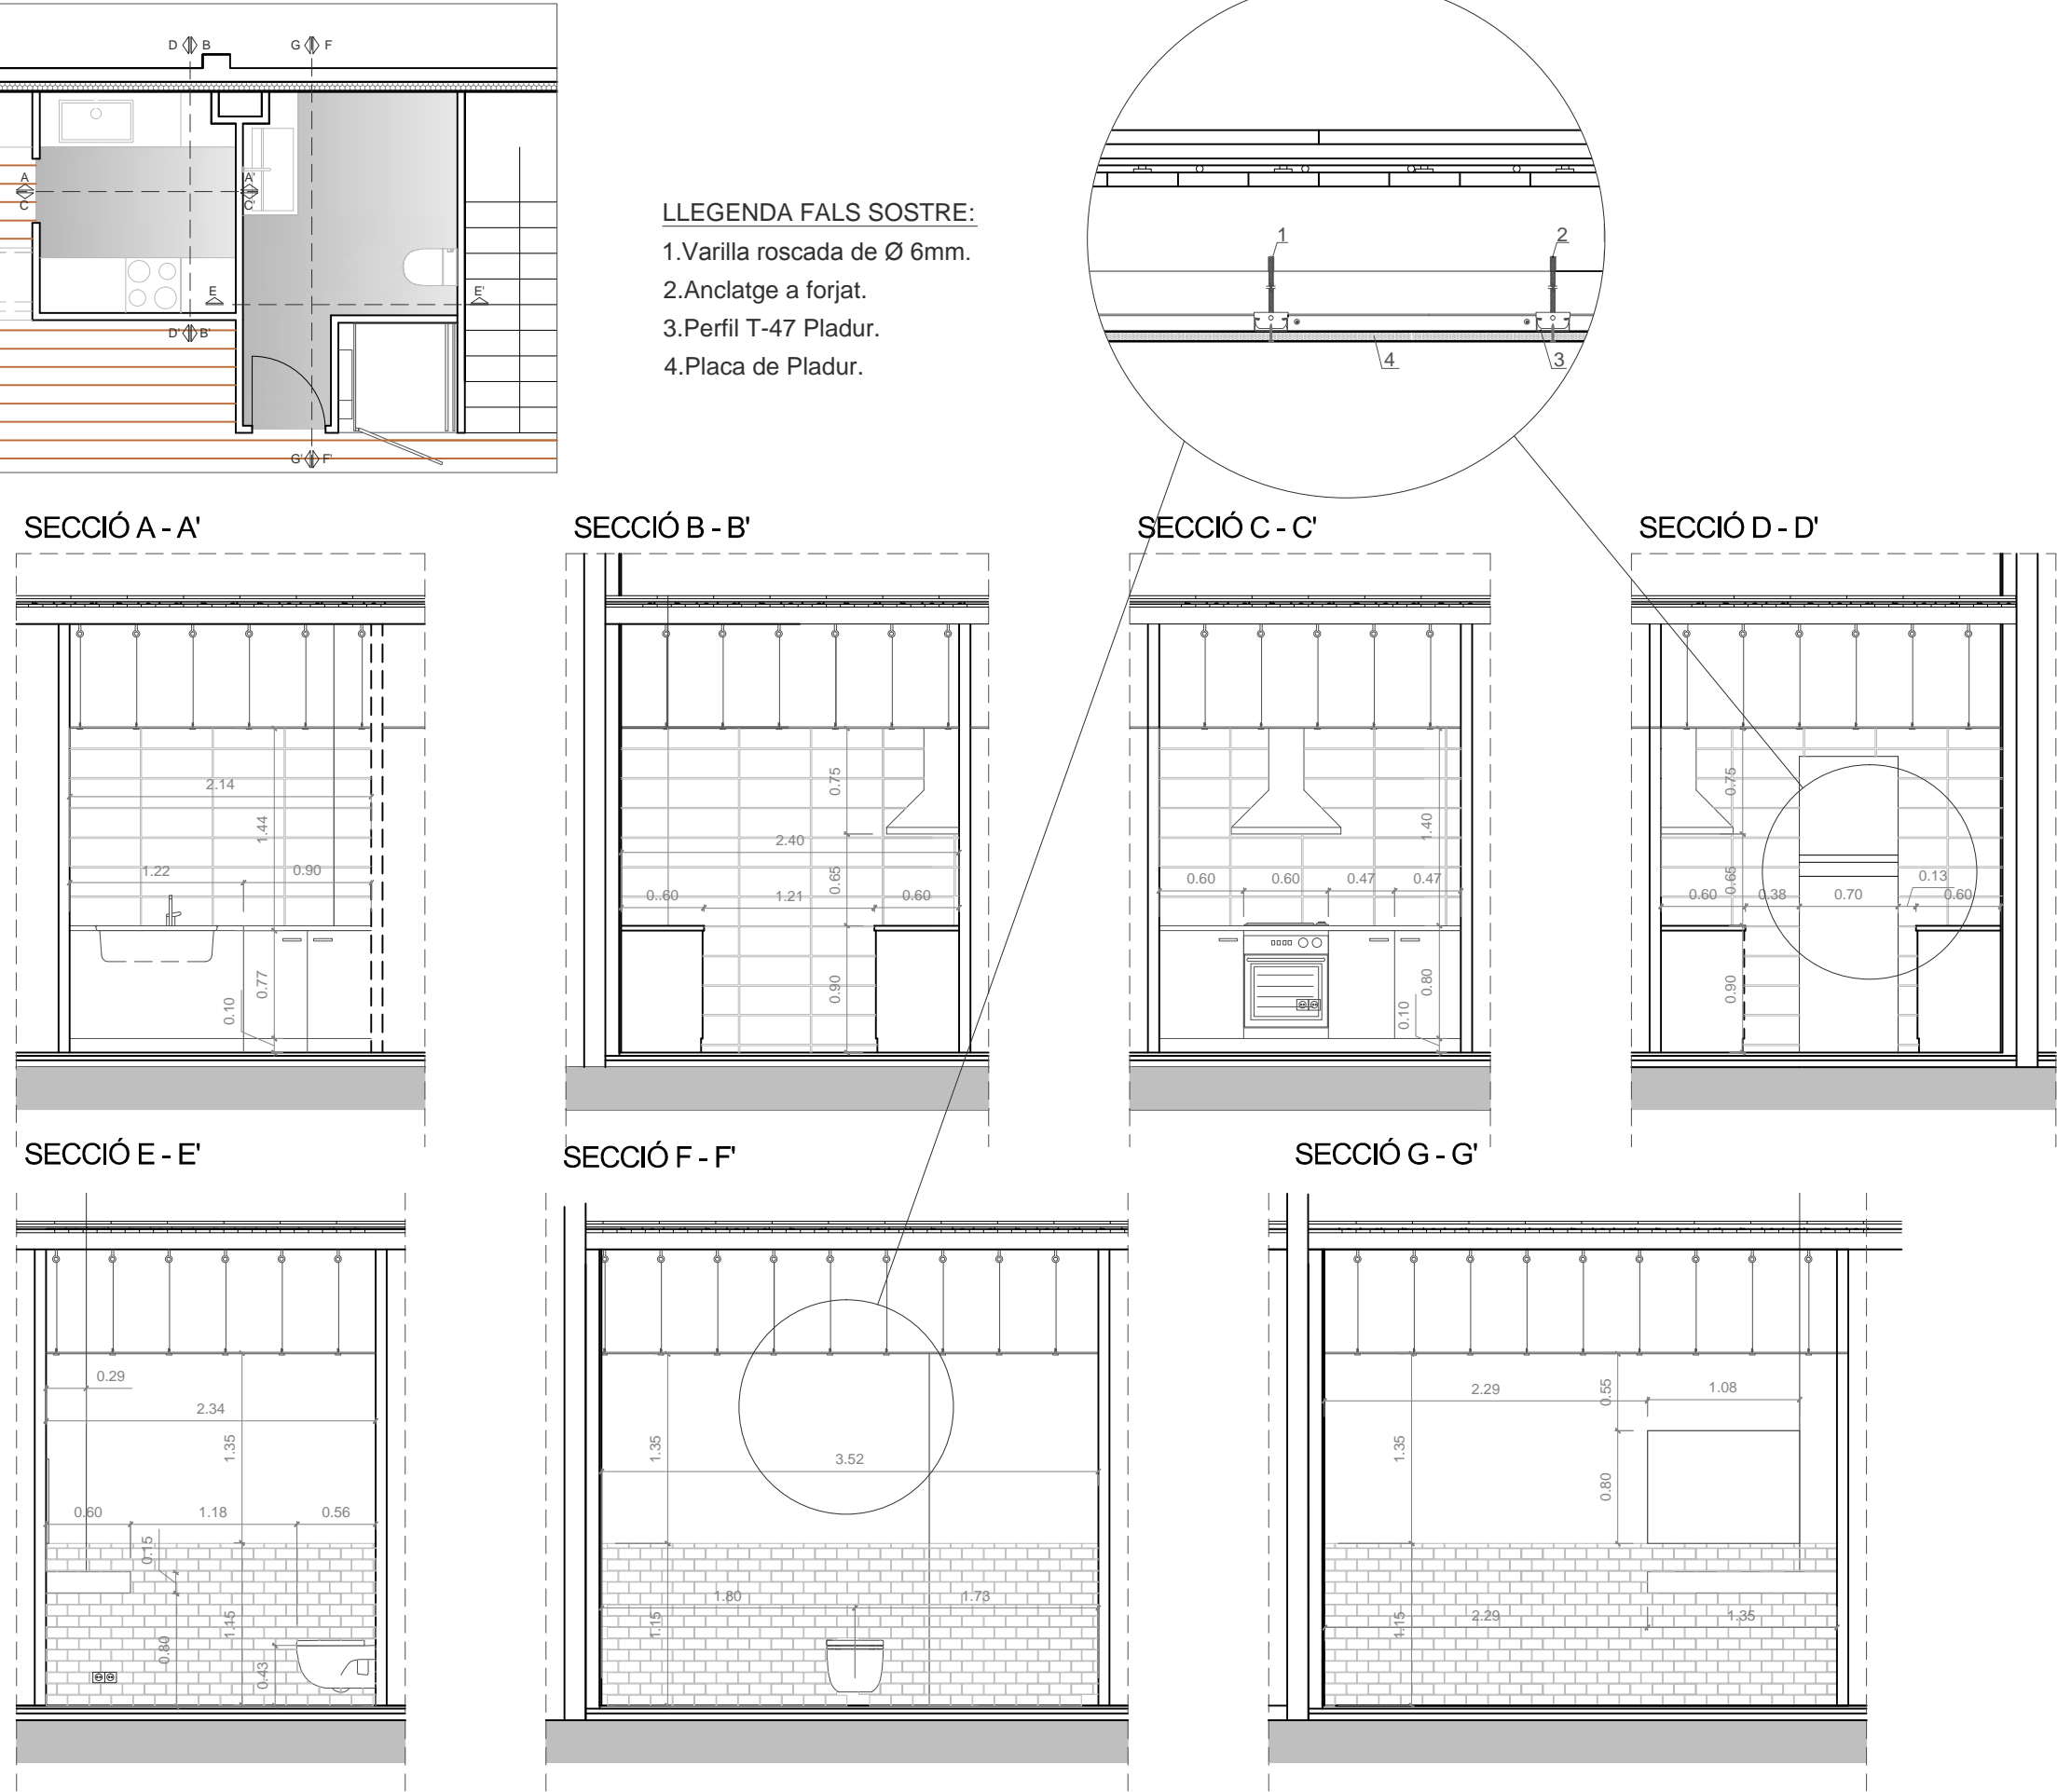 D B
G F
A
C
A'
C'
E
E'
D' B'
G' F'
LLEGENDA FALS SOSTRE:
1.Varilla roscada de Ø 6mm.
2.Anclatge a forjat.
3.Perfil T-47 Pladur.
4.Placa de Pladur.
1
2
4
3
SECCIÓ A - A'
2.14
1.44
1.22
0.90
0.77
0.10
SECCIÓ B - B'
0.75
2.40
0.65
0..60
1.21
0.60
0.90
SECCIÓ C - C'
1.40
0.60
0.60
0.47
0.47
0.80
0.10
SECCIÓ D - D'
0.75
0.65
0.13
0.60
0.38
0.70
0.60
0.90
SECCIÓ E - E'
0.29
2.34
1.35
0.60
1.18
0.56
0.15
1.15
0.80
0.43
SECCIÓ F - F'
1.35
3.52
1.80
1.73
1.15
SECCIÓ G - G'
2.29
0.55
1.08
1.35
0.80
1.15
2.29
1.35